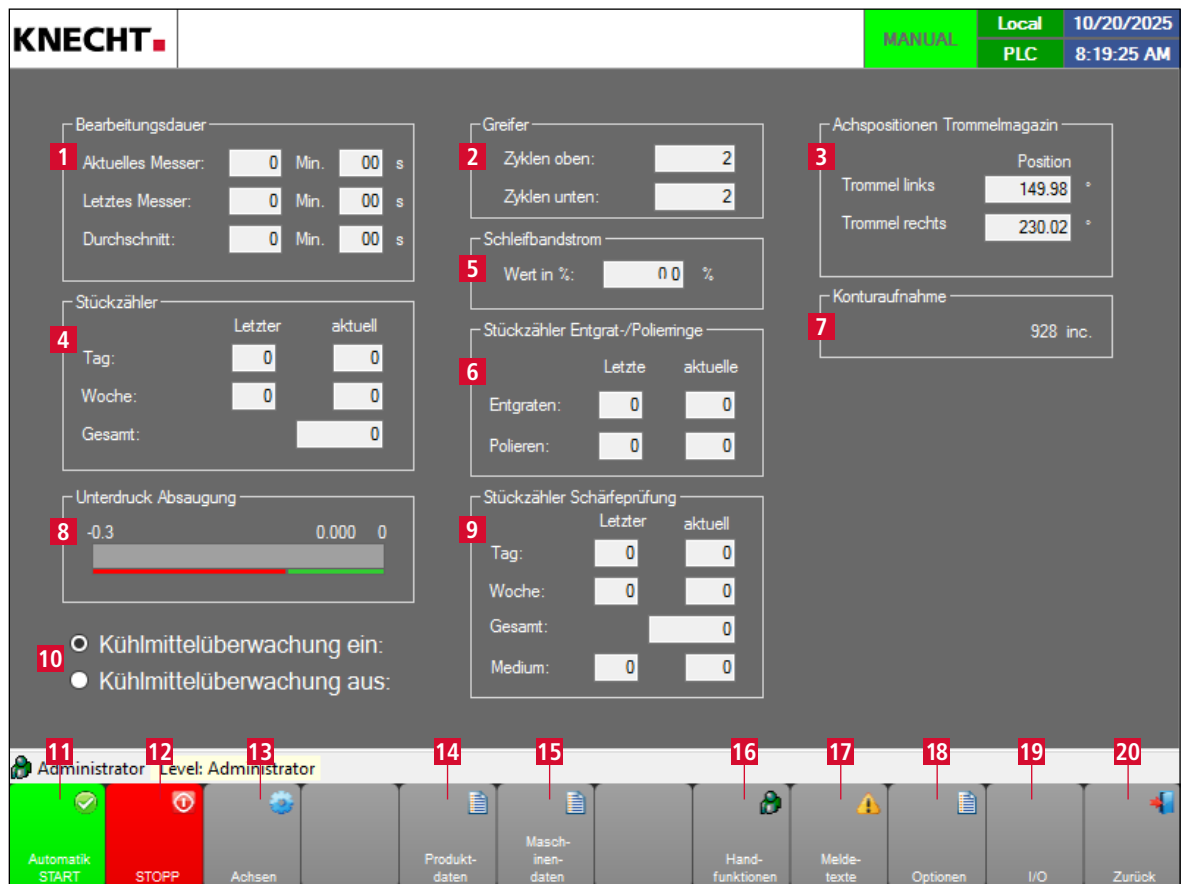 KNECHT
MANUAL
Local
10/20/2025
PLC
8:19:25 AM
Bearbeitungsdauer
1
Aktuelles Messer: 0 Min. 00 s
Letztes Messer: 0 Min. 00 s
Durchschnitt: 0 Min. 00 s
Greifer
2
Zyklen oben: 2
Zyklen unten: 2
Achspositionen Trommelmagazin
3
Position
Trommel links 149.98 °
Trommel rechts 230.02 °
Stückzähler
4
Letzter aktuell
Tag: 0 0
Woche: 0 0
Gesamt: 0
Schleifbandstrom
5
Wert in %: 0 0 %
Stückzähler Entgrat-/Polierringe
6
Letzte aktuelle
Entgraten: 0 0
Polieren: 0 0
Konturaufnahme
7
928 inc.
Unterdruck Absaugung
8
-0.3 0.000 0
Stückzähler Schärfeprüfung
9
Letzter aktuell
Tag: 0 0
Woche: 0 0
Gesamt: 0
Medium: 0 0
10
Kühlmittelüberwachung ein:
Kühlmittelüberwachung aus:
11 12 13 14 15 16 17 18 19 20
Administrator Level: Administrator
Automatik
START
STOPP
Achsen
Produkt-
daten
Masch-
inen-
daten
Hand-
funktionen
Melde-
texte
Optionen
I/O
Zurück